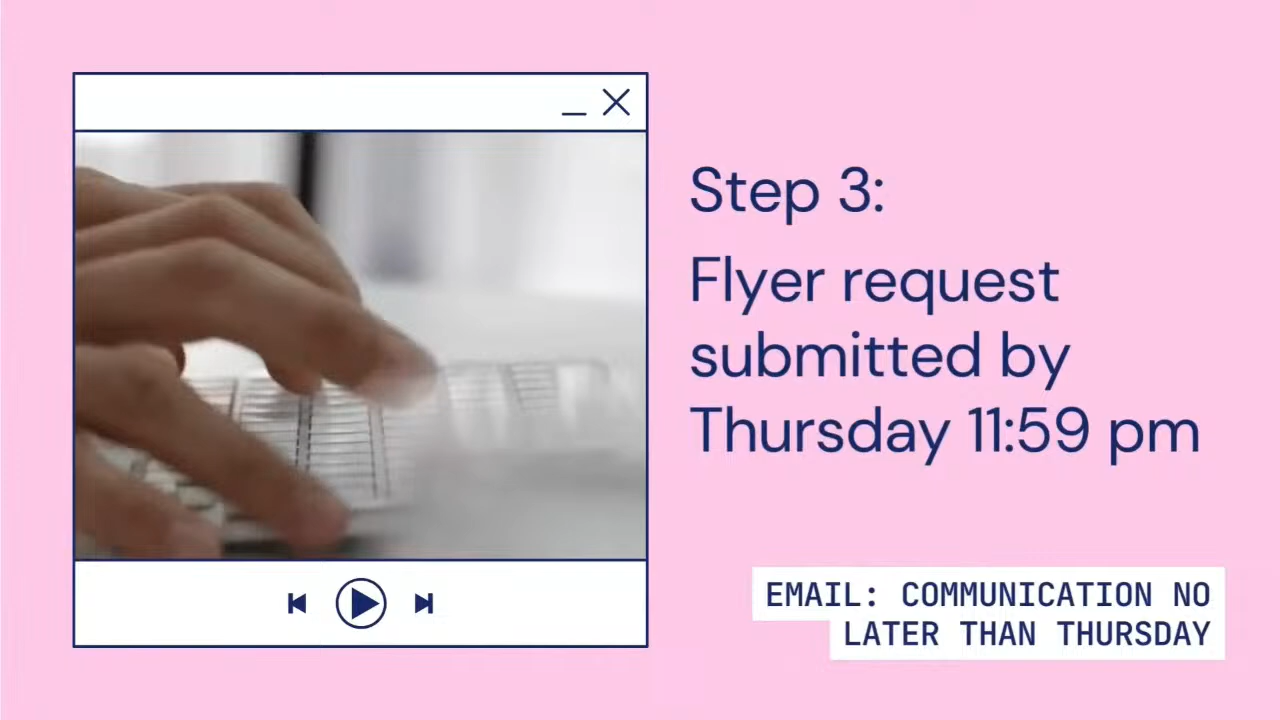 Step 3:
Flyer request
submitted by
Thursday 11:59 pm
EMAIL: COMMUNICATION NO
LATER THAN THURSDAY